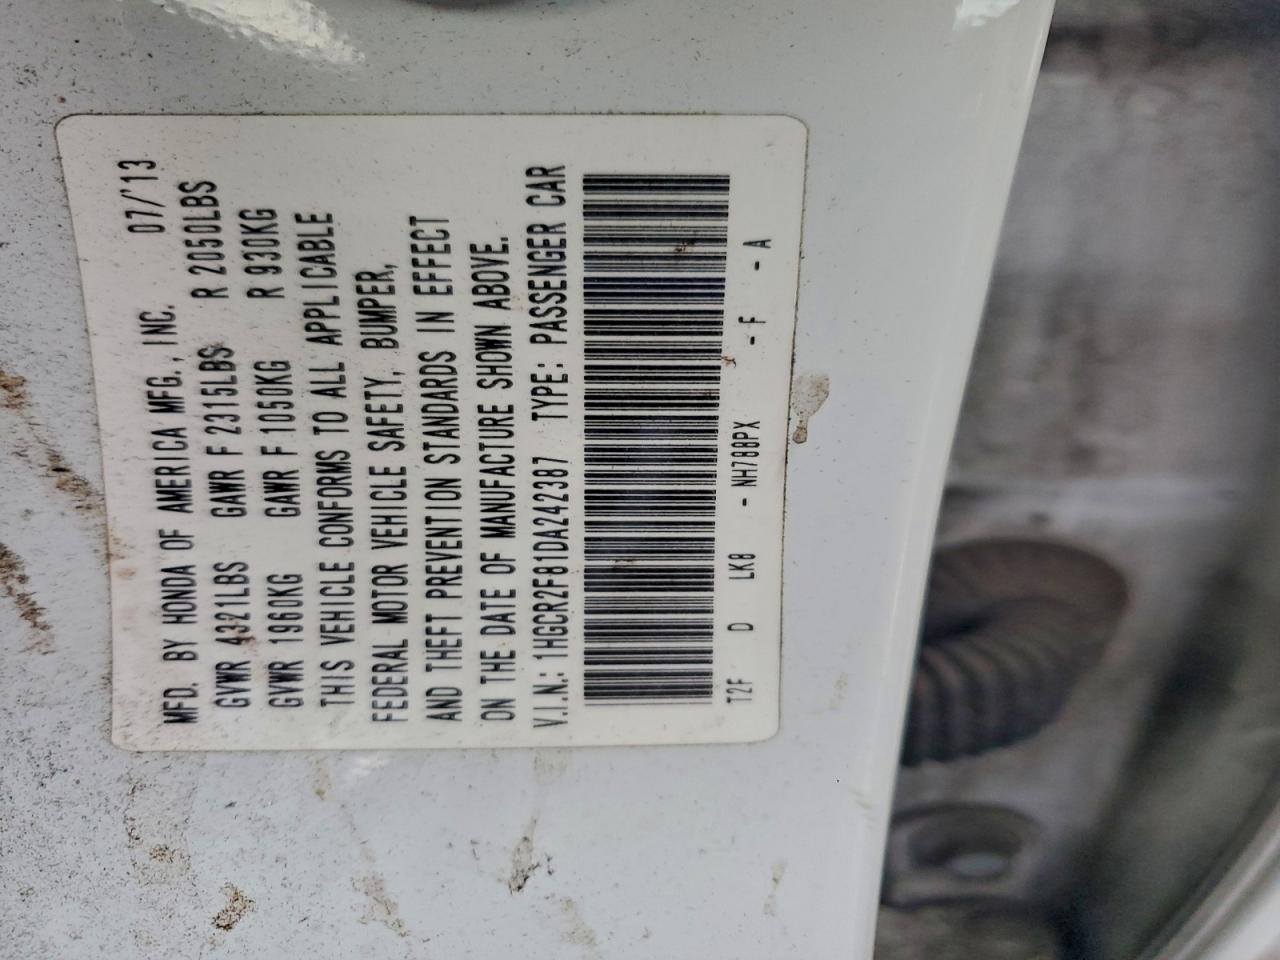 MFD. BY HONDA OF AMERICA MFG., INC. 07/'13
GVWR 4321LBS GAWR F 2315LBS R 2050LBS
GVWR 1960KG GAWR F 1050KG R 930KG
THIS VEHICLE CONFORMS TO ALL APPLICABLE
FEDERAL MOTOR VEHICLE SAFETY, BUMPER,
AND THEFT PREVENTION STANDARDS IN EFFECT
ON THE DATE OF MANUFACTURE SHOWN ABOVE.
V.I.N.: 1HGCR2F81DA242387 TYPE: PASSENGER CAR
T2F D LK8 - NH788PX - F - A